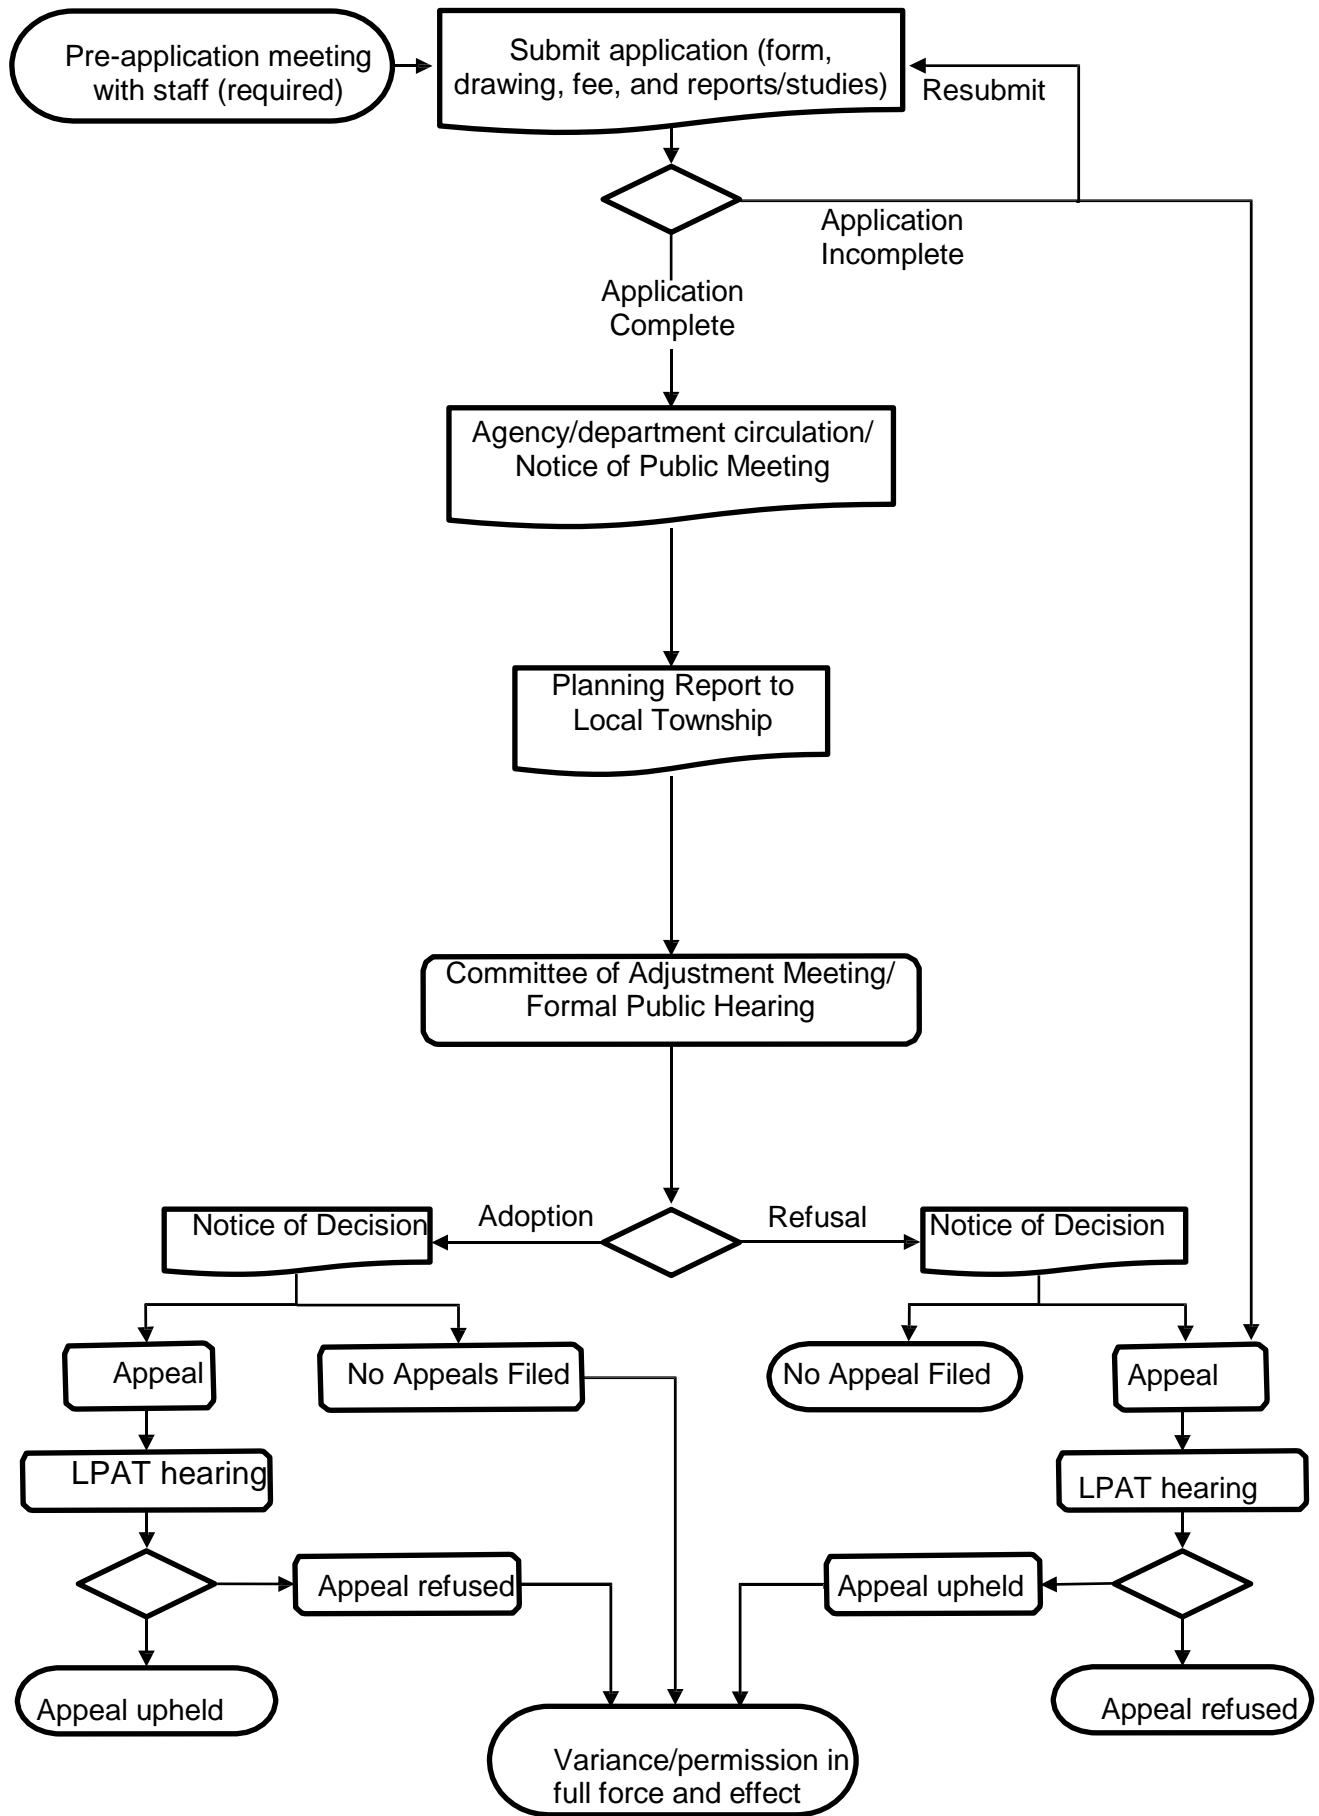 Pre-application meeting
with staff (required)
Submit application (form,
drawing, fee, and reports/studies)
Resubmit
Application
Incomplete
Application
Complete
Agency/department circulation/
Notice of Public Meeting
Planning Report to
Local Township
Committee of Adjustment Meeting/
Formal Public Hearing
Notice of Decision
Adoption
Refusal
Notice of Decision
Appeal
No Appeals Filed
No Appeal Filed
Appeal
LPAT hearing
LPAT hearing
Appeal refused
Appeal upheld
Appeal upheld
Appeal refused
Variance/permission in
full force and effect